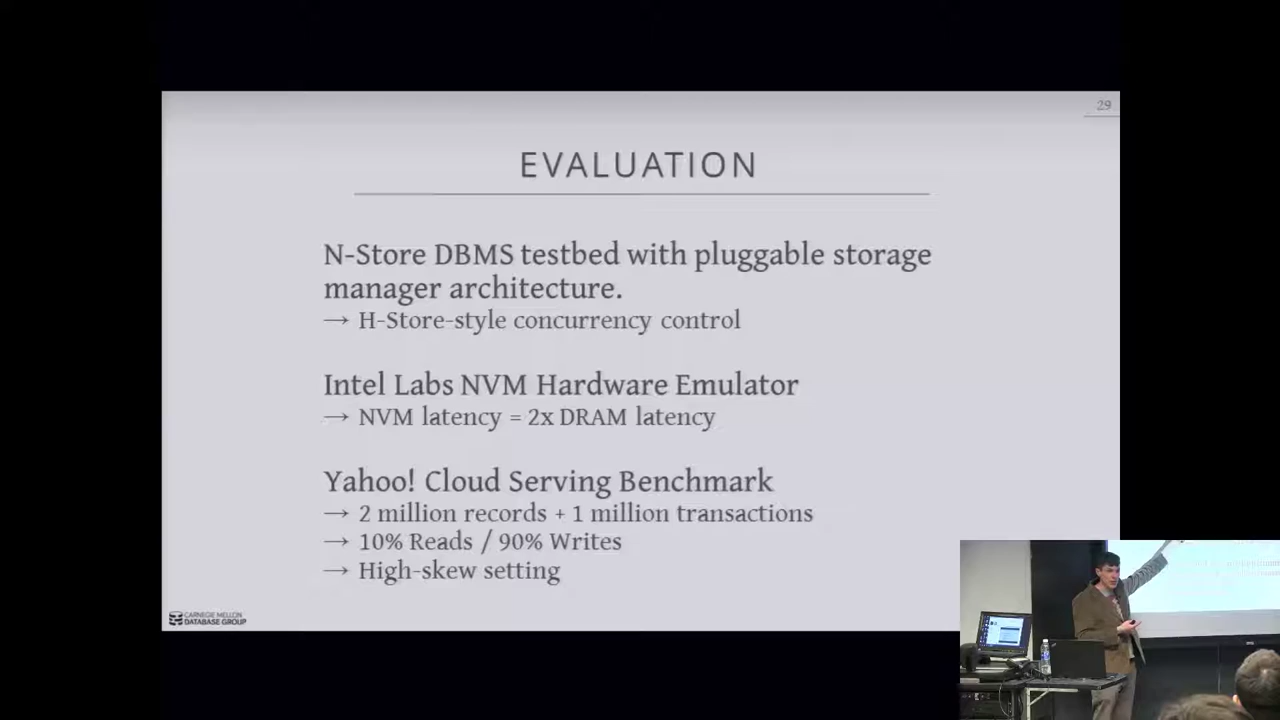 29
EVALUATION
N-Store DBMS testbed with pluggable storage
manager architecture.
→ H-Store-style concurrency control
Intel Labs NVM Hardware Emulator
→ NVM latency = 2x DRAM latency
Yahoo! Cloud Serving Benchmark
→ 2 million records + 1 million transactions
→ 10% Reads / 90% Writes
→ High-skew setting
CARNEGIE MELLON
DATABASE GROUP